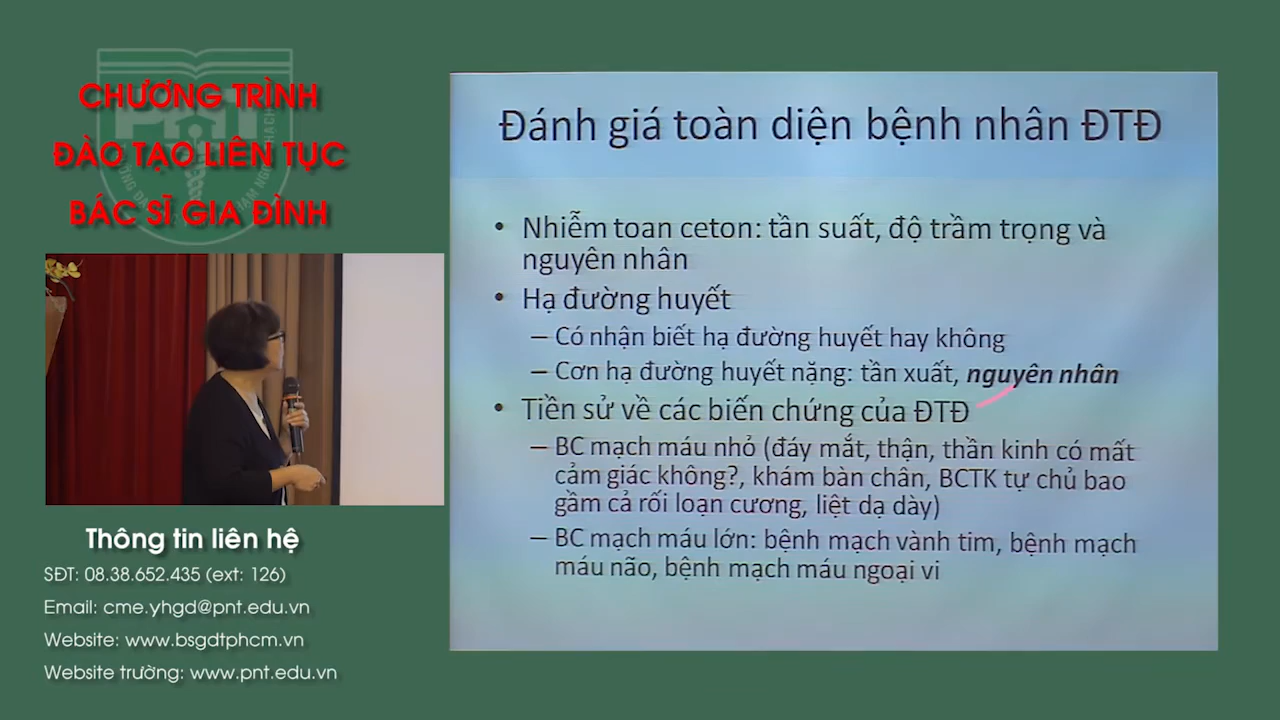 CHƯƠNG TRÌNH
ĐÀO TẠO LIÊN TỤC
BÁC SĨ GIA ĐÌNH
PNT
Thông tin liên hệ
SĐT: 08.38.652.435 (ext: 126)
Email: cme.yhgd@pnt.edu.vn
Website: www.bsgdtphcm.vn
Website trường: www.pnt.edu.vn
Đánh giá toàn diện bệnh nhân ĐTĐ
• Nhiễm toan ceton: tần suất, độ trầm trọng và
nguyên nhân
• Hạ đường huyết
– Có nhận biết hạ đường huyết hay không
– Cơn hạ đường huyết nặng: tần xuất, nguyên nhân
• Tiền sử về các biến chứng của ĐTĐ
– BC mạch máu nhỏ (đáy mắt, thận, thần kinh có mất
cảm giác không?, khám bàn chân, BCTK tự chủ bao
gầm cả rối loạn cương, liệt dạ dày)
– BC mạch máu lớn: bệnh mạch vành tim, bệnh mạch
máu não, bệnh mạch máu ngoại vi